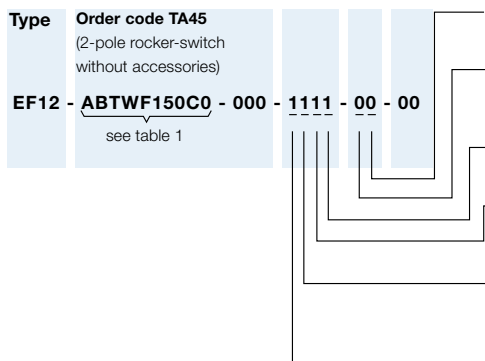 Type Order code TA45
(2-pole rocker-switch
without accessories)
EF12 - ABTWF150C0 - 000 - 1111 - 00 - 00
see table 1